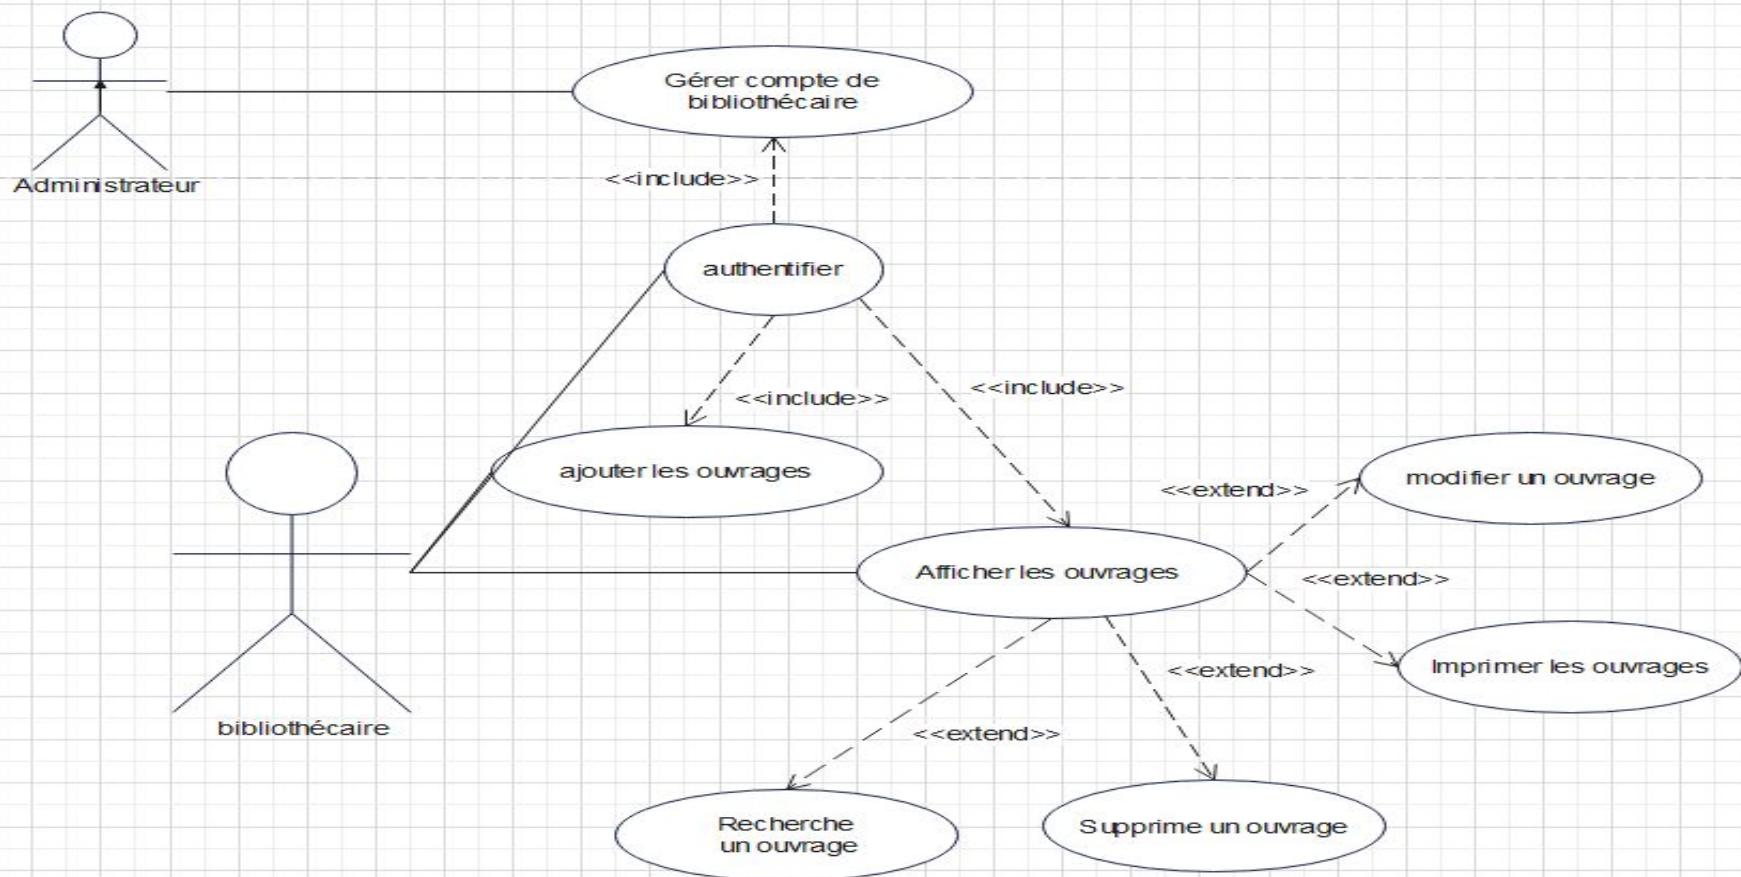 Gérer compte de
bibliothécaire
<<include>>
Administrateur
authentifier
<<include>>
<<include>>
ajouter les ouvrages
modifier un ouvrage
<<extend>>
Afficher les ouvrages
<<extend>>
Imprimer les ouvrages
<<extend>>
bibliothécaire
<<extend>>
Recherche
un ouvrage
Supprime un ouvrage